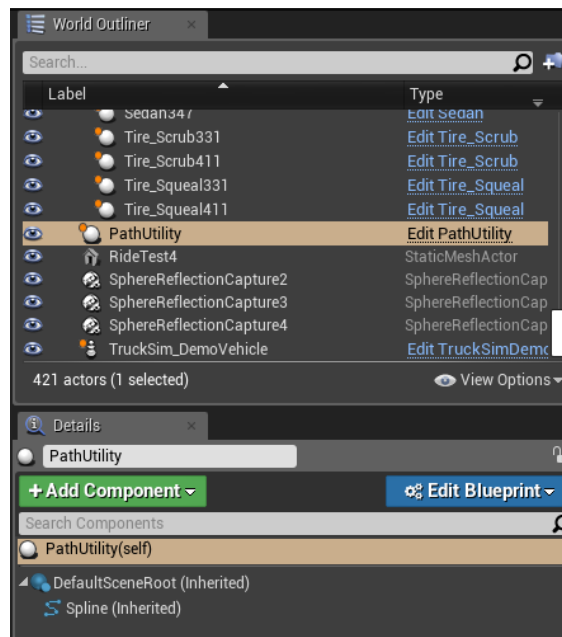 World Outliner
Search...
Label Type
Sedan347 Edit Sedan
Tire_Scrub331 Edit Tire_Scrub
Tire_Scrub411 Edit Tire_Scrub
Tire_Squeal331 Edit Tire_Squeal
Tire_Squeal411 Edit Tire_Squeal
PathUtility Edit PathUtility
RideTest4 StaticMeshActor
SphereReflectionCapture2 SphereReflectionCap
SphereReflectionCapture3 SphereReflectionCap
SphereReflectionCapture4 SphereReflectionCap
TruckSim_DemoVehicle Edit TruckSimDemo
421 actors (1 selected) View Options
Details
PathUtility
+Add Component Edit Blueprint
Search Components
PathUtility(self)
DefaultSceneRoot (Inherited)
Spline (Inherited)